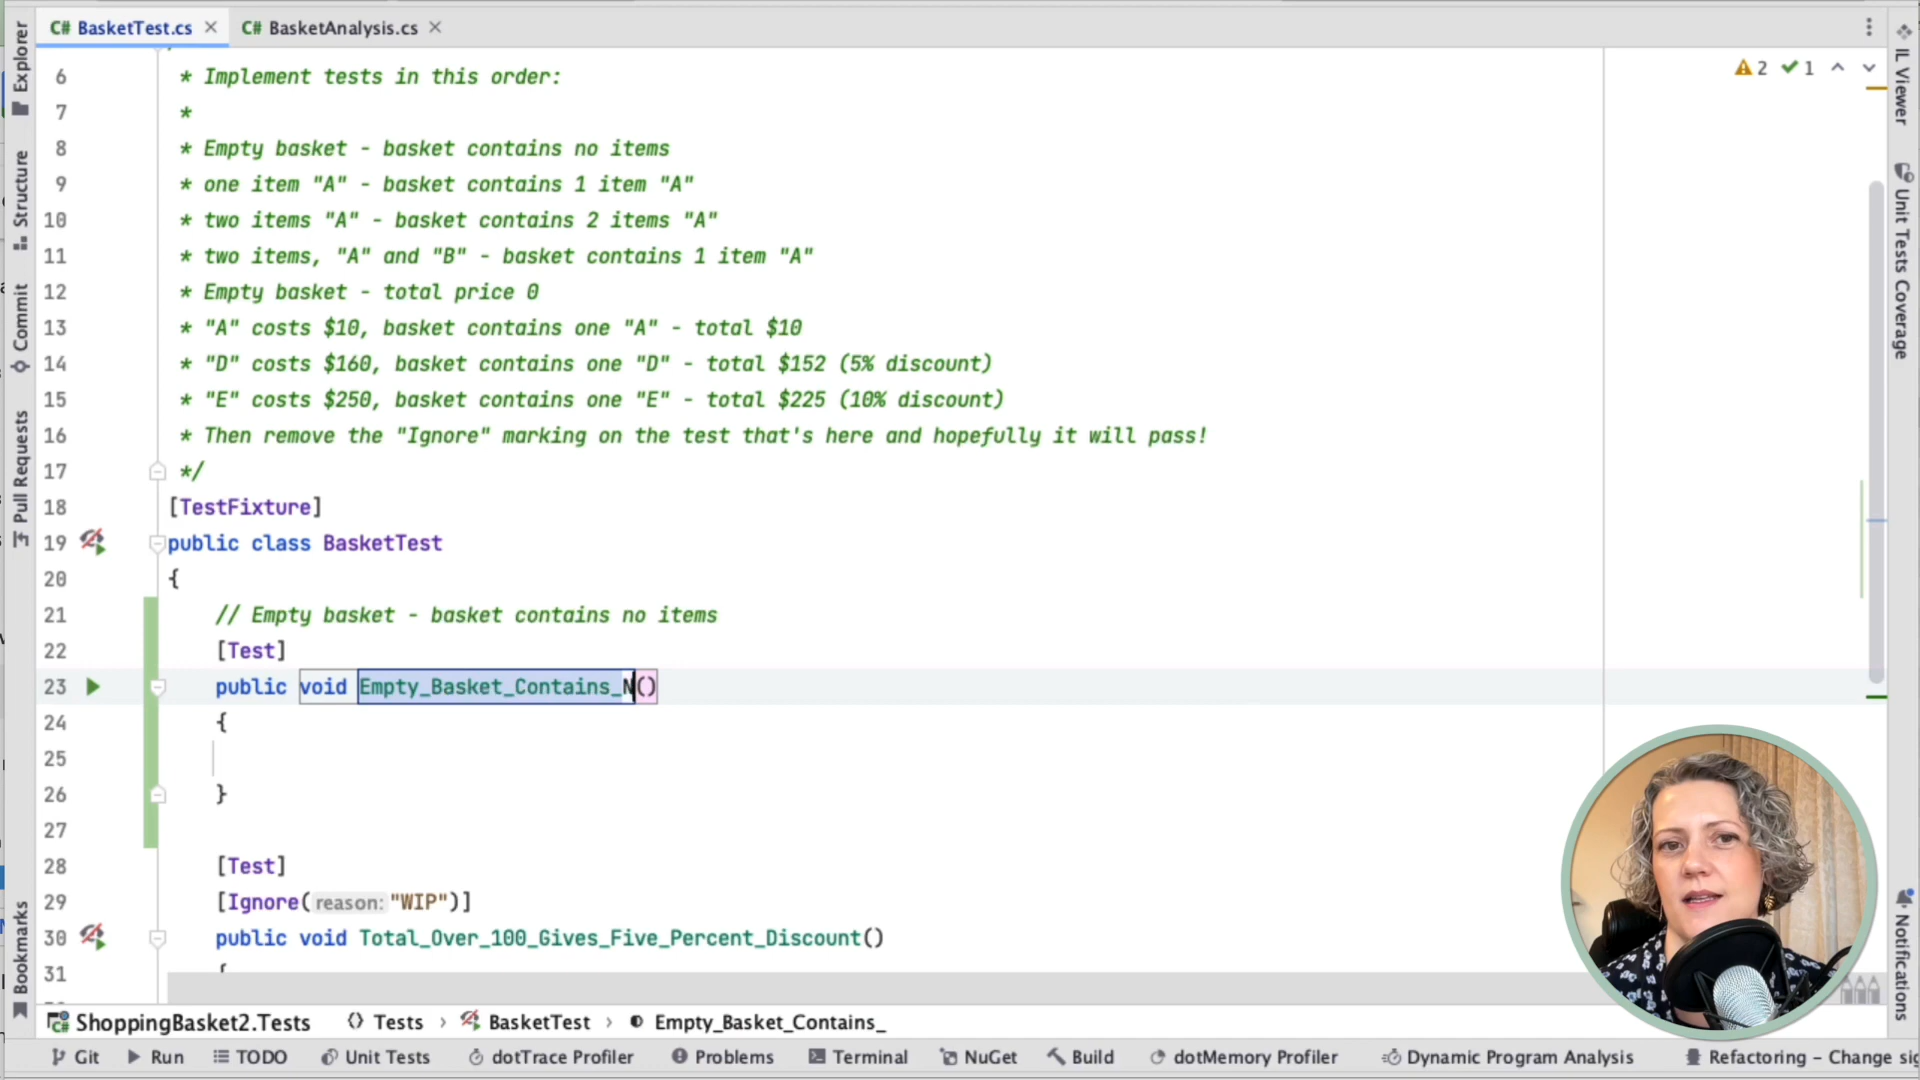 C# BasketTest.cs × C# BasketAnalysis.cs ×
Explorer
Structure
Commit
Pull Requests
Bookmarks
2 1
6 * Implement tests in this order:
7 *
8 * Empty basket - basket contains no items
9 * one item "A" - basket contains 1 item "A"
10 * two items "A" - basket contains 2 items "A"
11 * two items, "A" and "B" - basket contains 1 item "A"
12 * Empty basket - total price 0
13 * "A" costs $10, basket contains one "A" - total $10
14 * "D" costs $160, basket contains one "D" - total $152 (5% discount)
15 * "E" costs $250, basket contains one "E" - total $225 (10% discount)
16 * Then remove the "Ignore" marking on the test that's here and hopefully it will pass!
17 */
18 [TestFixture]
19 public class BasketTest
20 {
21 // Empty basket - basket contains no items
22 [Test]
23 public void Empty_Basket_Contains_N()
24 {
25
26 }
27
28 [Test]
29 [Ignore(reason: "WIP")]
30 public void Total_Over_100_Gives_Five_Percent_Discount()
31 {
IL Viewer
Unit Tests Coverage
Notifications
ShoppingBasket2.Tests Tests › BasketTest › Empty_Basket_Contains_
Git Run TODO Unit Tests dotTrace Profiler Problems Terminal NuGet Build dotMemory Profiler Dynamic Program Analysis Refactoring - Change